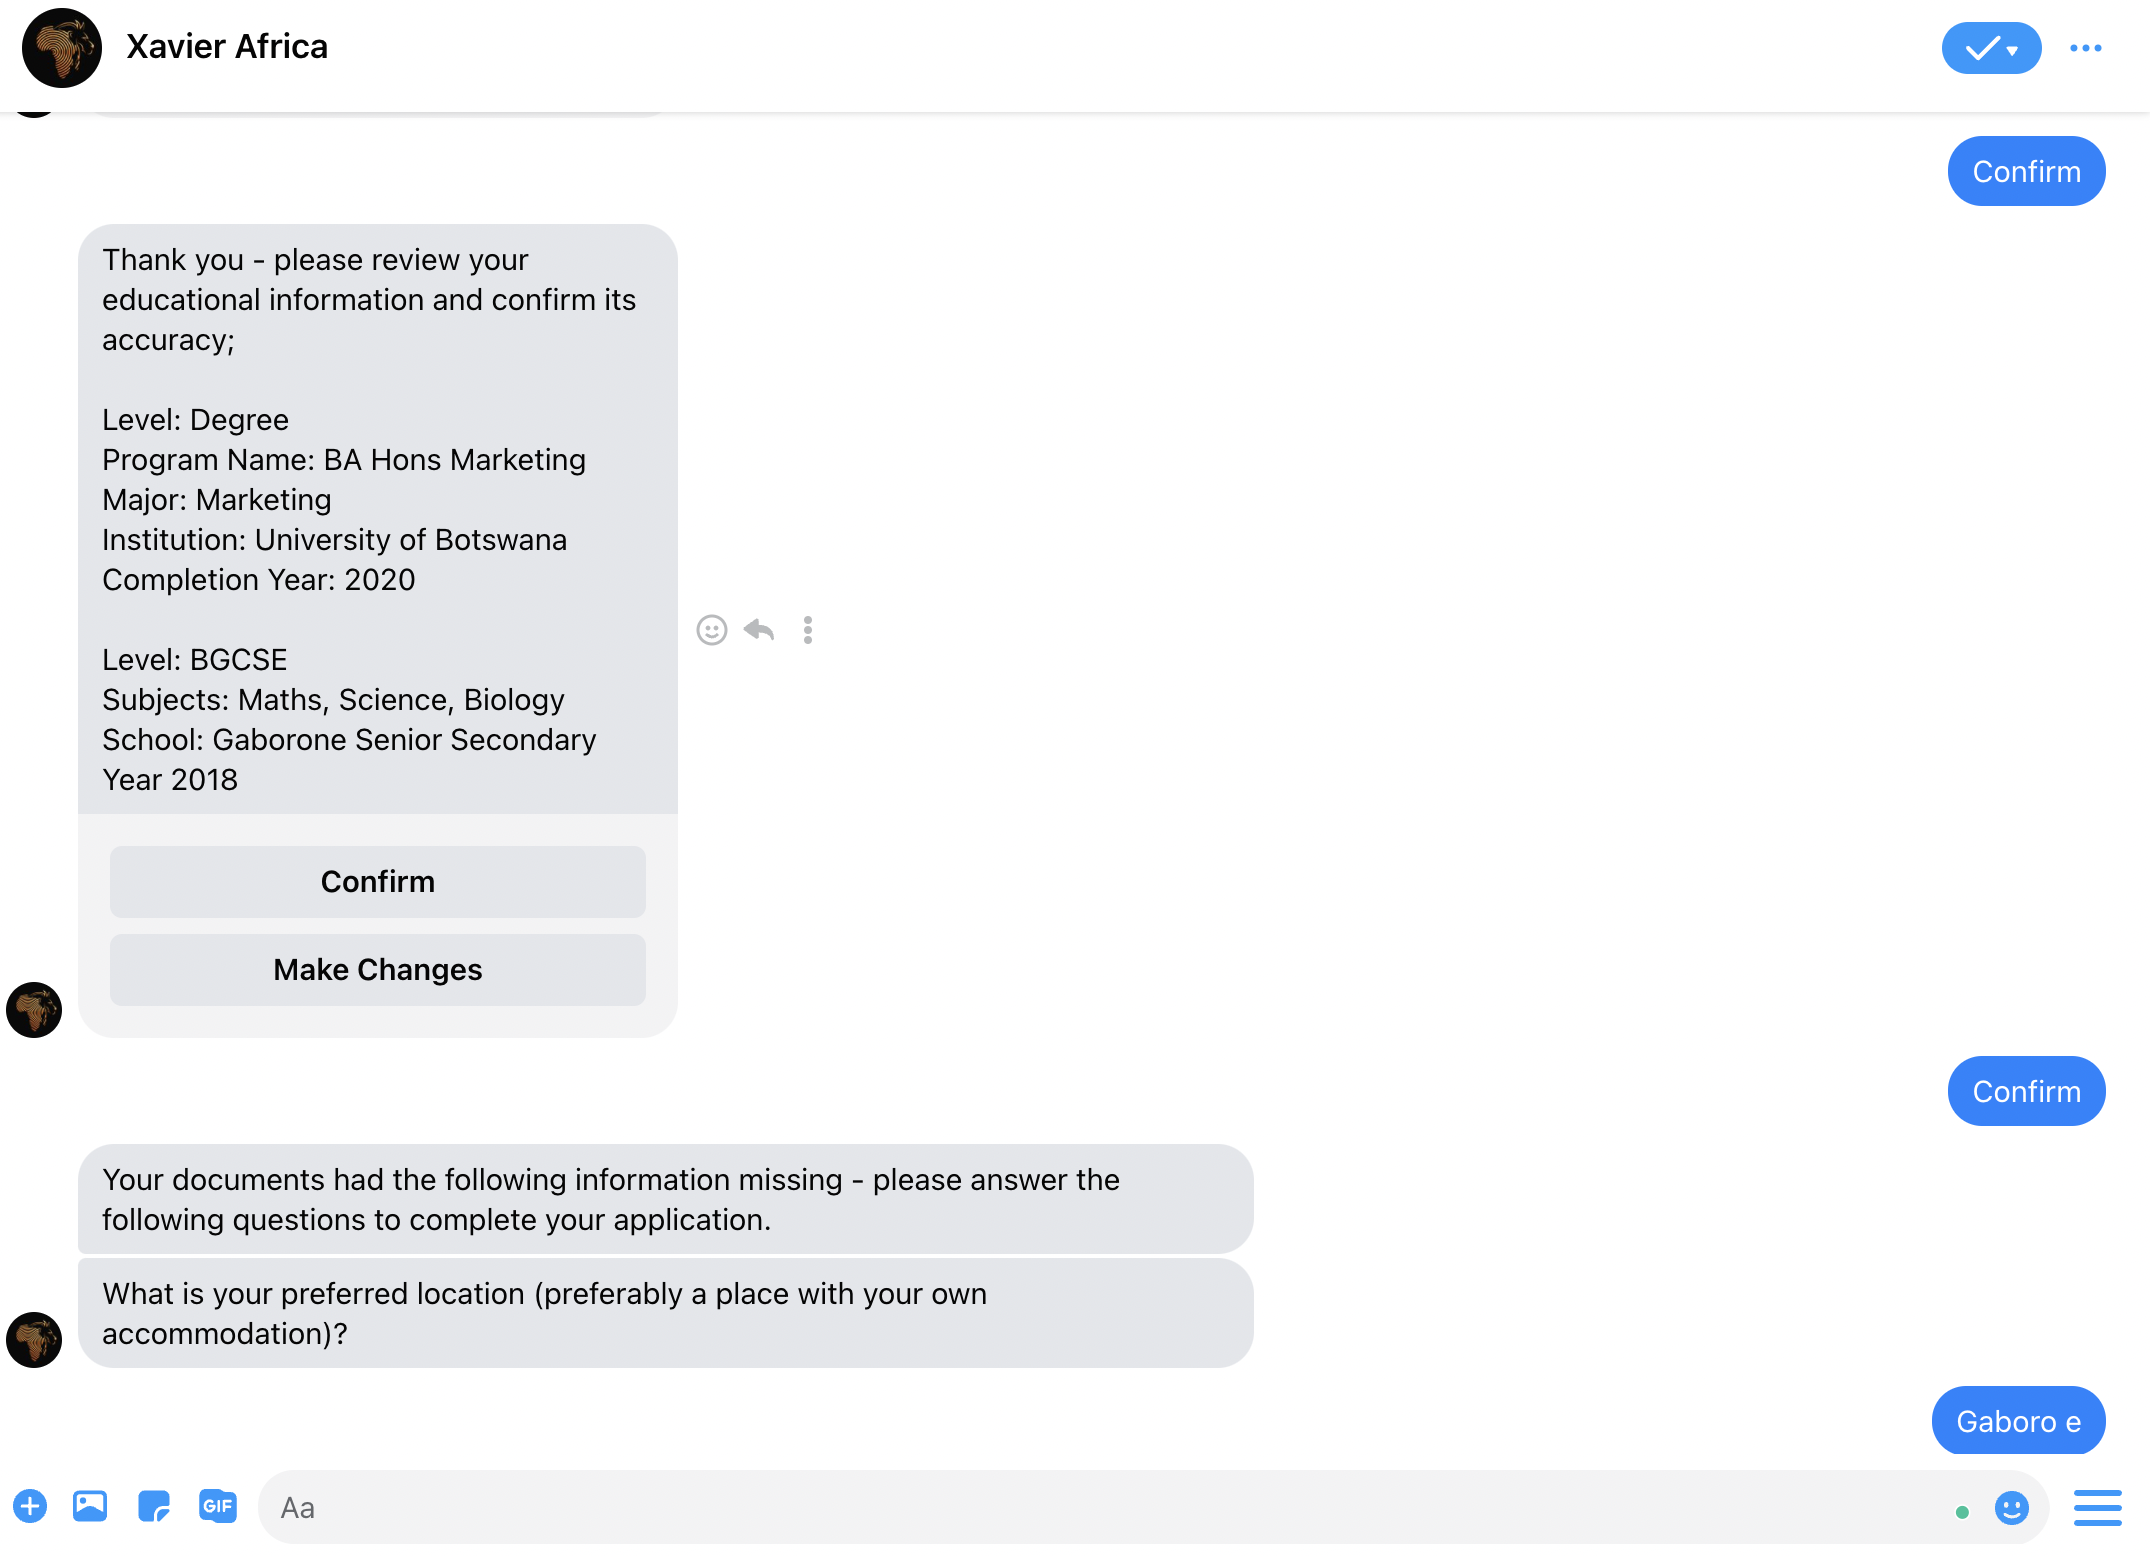 Xavier Africa
Confirm
Thank you - please review your
educational information and confirm its
accuracy;
Level: Degree
Program Name: BA Hons Marketing
Major: Marketing
Institution: University of Botswana
Completion Year: 2020
Level: BGCSE
Subjects: Maths, Science, Biology
School: Gaborone Senior Secondary
Year 2018
Confirm
Make Changes
Confirm
Your documents had the following information missing - please answer the
following questions to complete your application.
What is your preferred location (preferably a place with your own
accommodation)?
Gaboro e
GIF
Aa